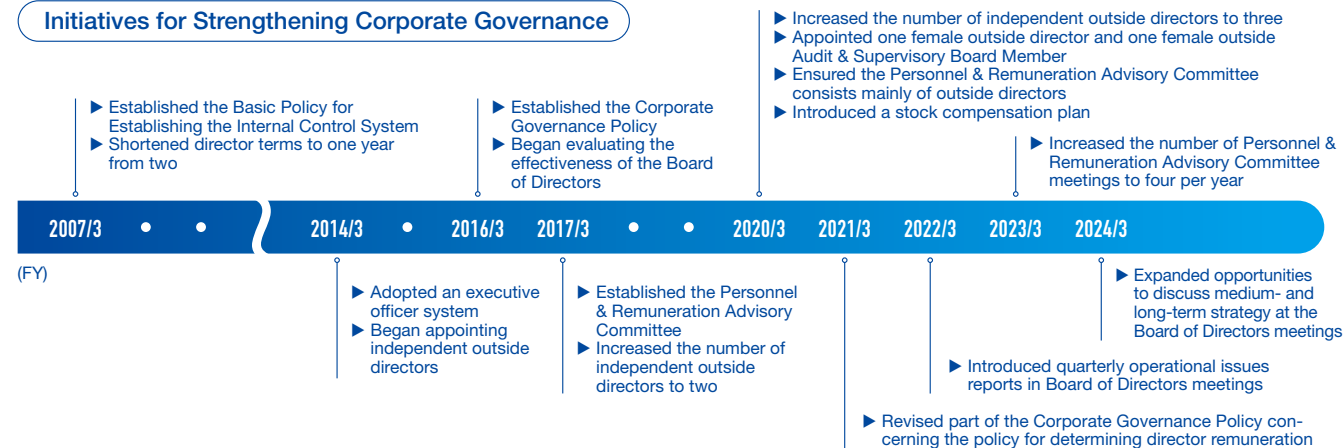 Initiatives for Strengthening Corporate Governance
▶ Increased the number of independent outside directors to three
▶ Appointed one female outside director and one female outside
Audit & Supervisory Board Member
▶ Ensured the Personnel & Remuneration Advisory Committee
consists mainly of outside directors
▶ Introduced a stock compensation plan
▶ Established the Basic Policy for
Establishing the Internal Control System
▶ Shortened director terms to one year
from two
▶ Established the Corporate
Governance Policy
▶ Began evaluating the
effectiveness of the Board
of Directors
▶ Increased the number of Personnel &
Remuneration Advisory Committee
meetings to four per year
2007/3 2014/3 2016/3 2017/3 2020/3 2021/3 2022/3 2023/3 2024/3
(FY)
▶ Adopted an executive
officer system
▶ Began appointing
independent outside
directors
▶ Established the Personnel
& Remuneration Advisory
Committee
▶ Increased the number of
independent outside
directors to two
▶ Expanded opportunities
to discuss medium- and
long-term strategy at the
Board of Directors meetings
▶ Introduced quarterly operational issues
reports in Board of Directors meetings
▶ Revised part of the Corporate Governance Policy con-
cerning the policy for determining director remuneration